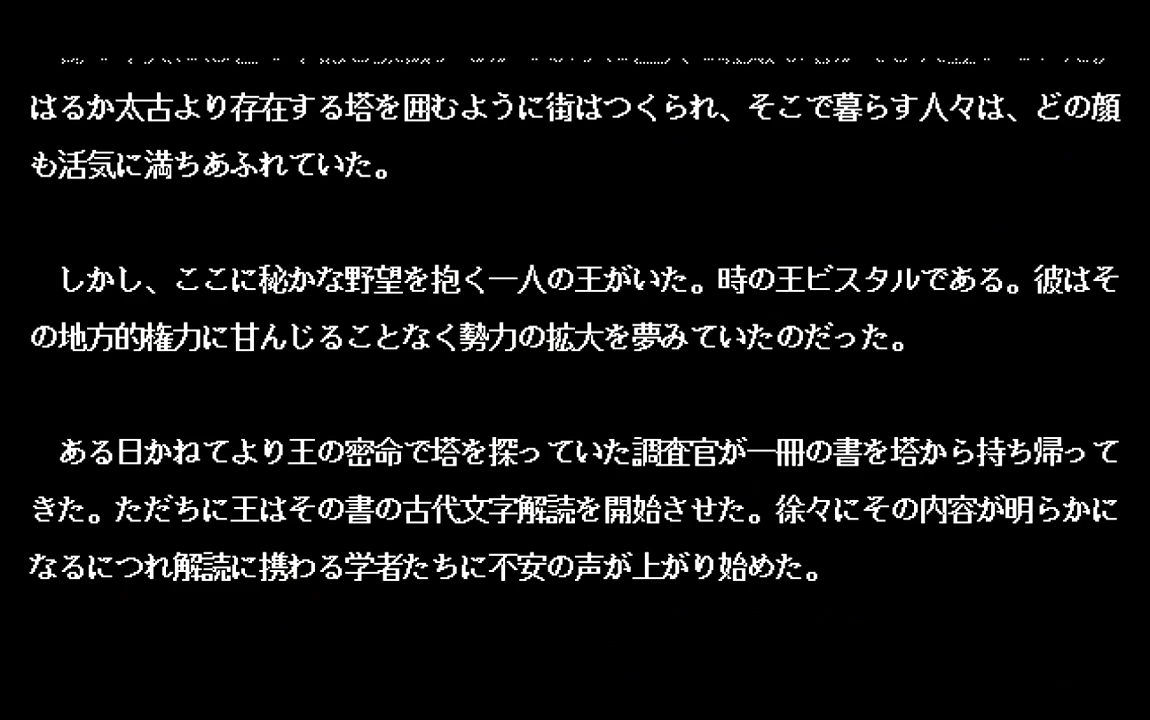 はるか太古より存在する塔を囲むように街はつくられ、そこで暮らす人々は、どの顔
も活気に満ちあふれていた。
しかし、ここに秘かな野望を抱く一人の王がいた。時の王ビスタルである。彼はそ
の地方的権力に甘んじることなく勢力の拡大を夢みていたのだった。
ある日かねてより王の密命で塔を探っていた調査官が一冊の書を塔から持ち帰って
きた。ただちに王はその書の古代文字解読を開始させた。徐々にその内容が明らかに
なるにつれ解読に携わる学者たちに不安の声が上がり始めた。